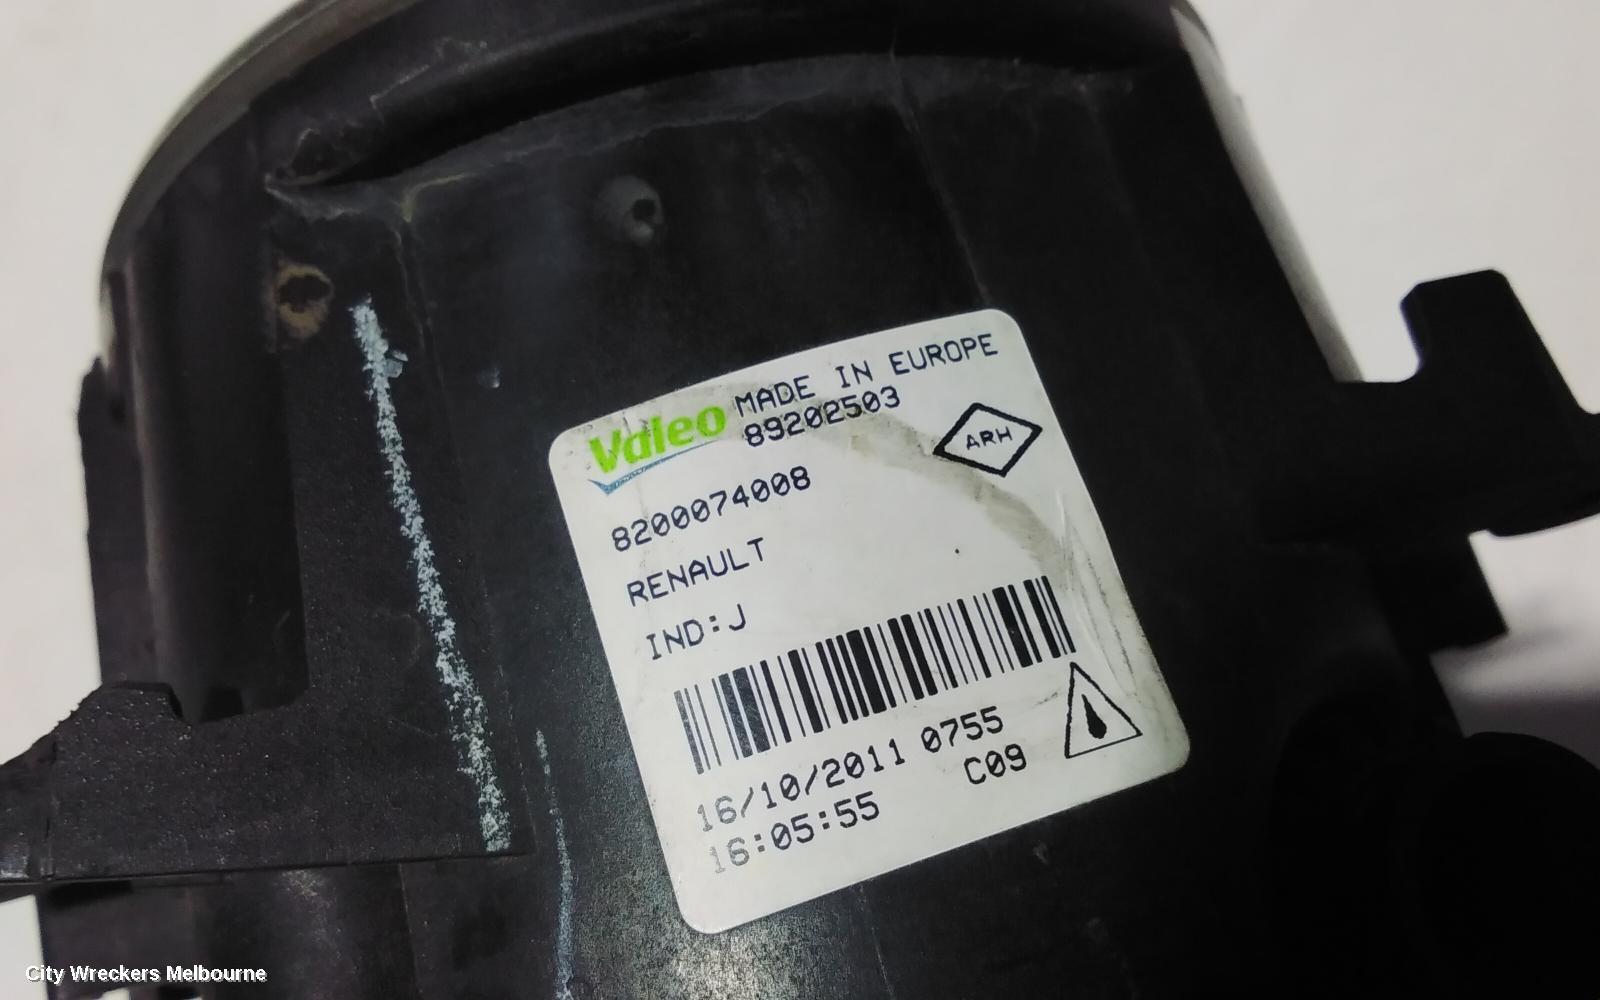 Valeo MADE IN EUROPE
89202503
ARH
8200074008
RENAULT
IND:J
16/10/2011 0755
16:05:55 C09
City Wreckers Melbourne